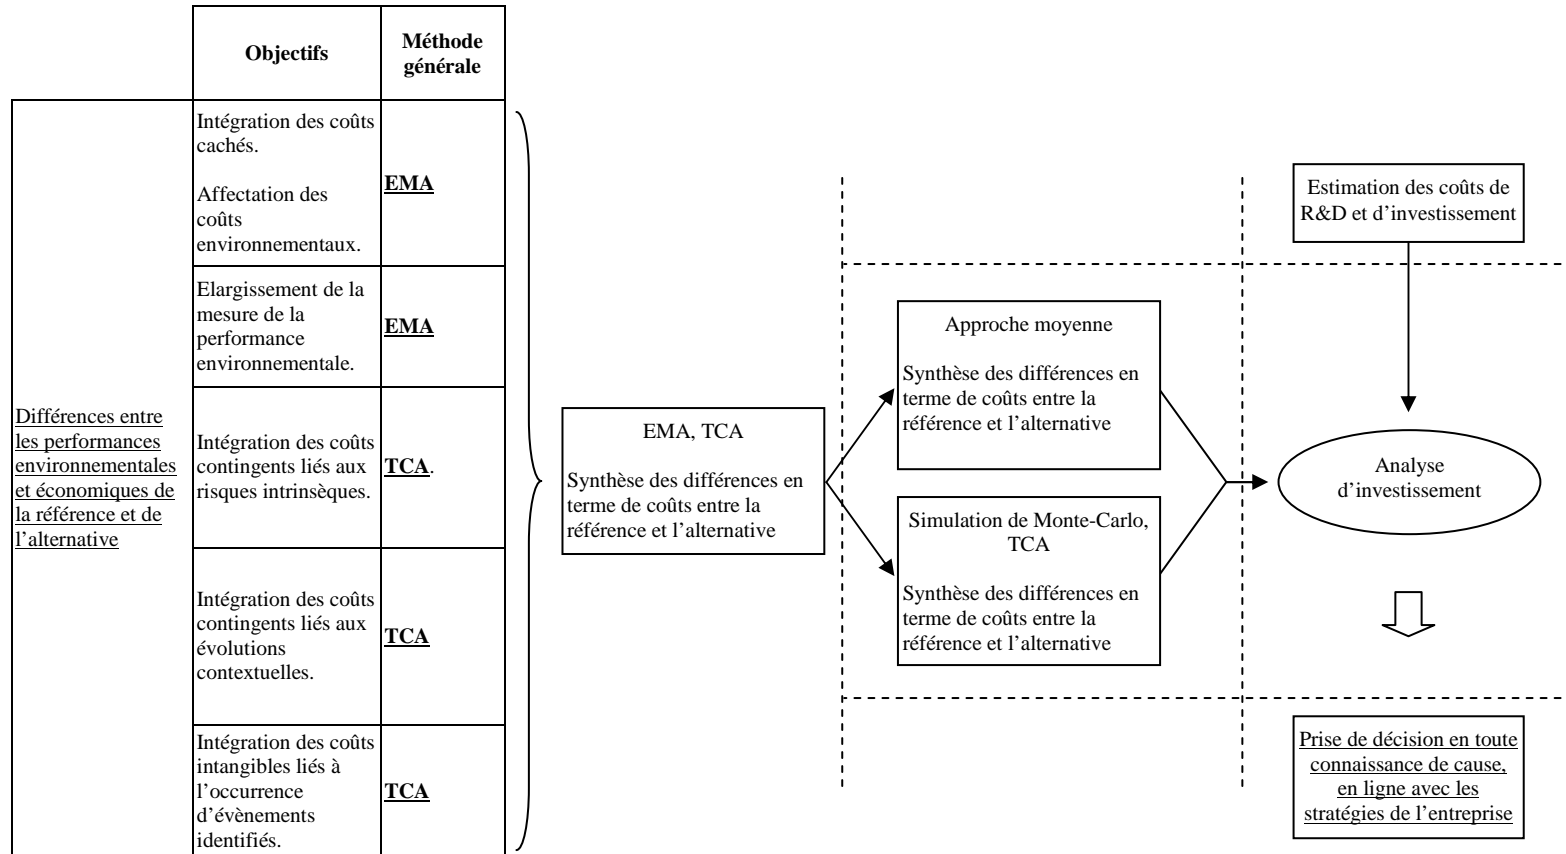 Objectifs
Méthode
générale
Différences entre
les performances
environnementales
et économiques de
la référence et de
l'alternative
Intégration des coûts
cachés.
Affectation des
coûts
environnementaux.
EMA
Elargissement de la
mesure de la
performance
environnementale.
EMA
Intégration des coûts
contingents liés aux
risques intrinsèques.
TCA.
Intégration des coûts
contingents liés aux
évolutions
contextuelles.
TCA
Intégration des coûts
intangibles liés à
l'occurrence
d'évènements
identifiés.
TCA
EMA, TCA
Synthèse des différences en
terme de coûts entre la
référence et l'alternative
Approche moyenne
Synthèse des différences en
terme de coûts entre la
référence et l'alternative
Simulation de Monte-Carlo,
TCA
Synthèse des différences en
terme de coûts entre la
référence et l'alternative
Estimation des coûts de
R&D et d'investissement
Analyse
d'investissement
Prise de décision en toute
connaissance de cause,
en ligne avec les
stratégies de l'entreprise